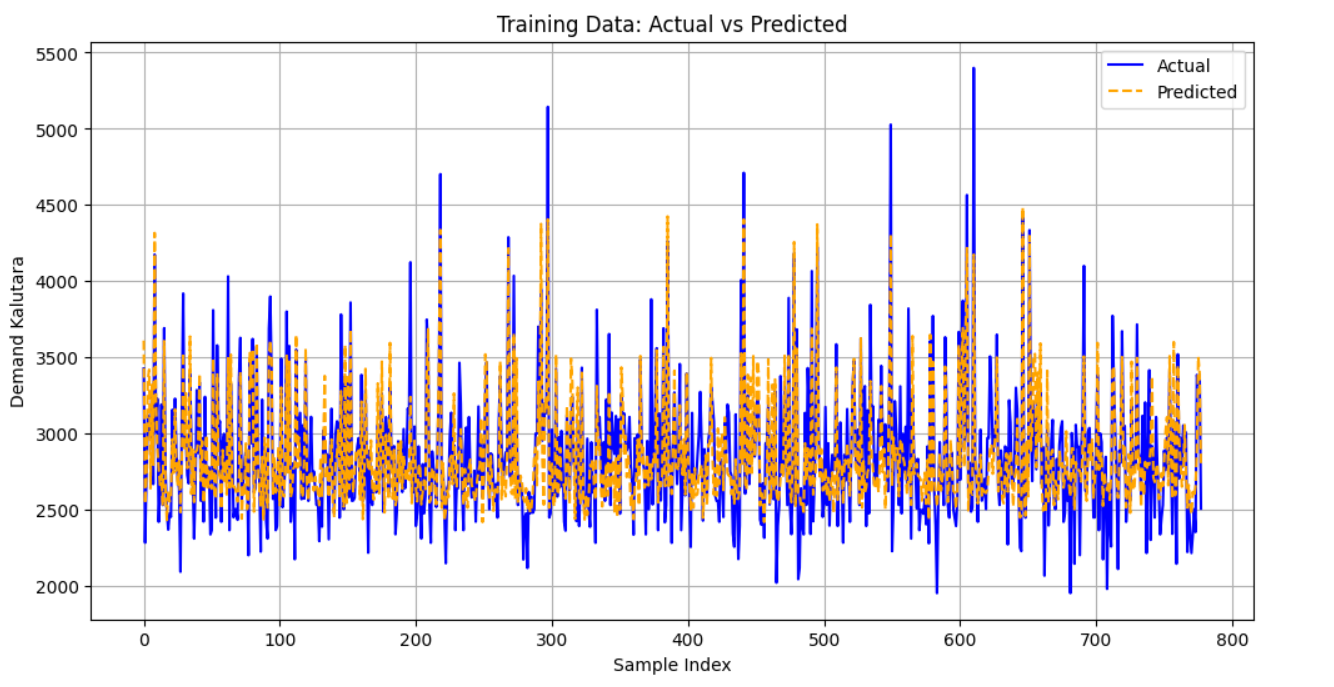 Training Data: Actual vs Predicted
Actual
Predicted
Demand Kalutara
5500
5000
4500
4000
3500
3000
2500
2000
0 100 200 300 400 500 600 700 800
Sample Index